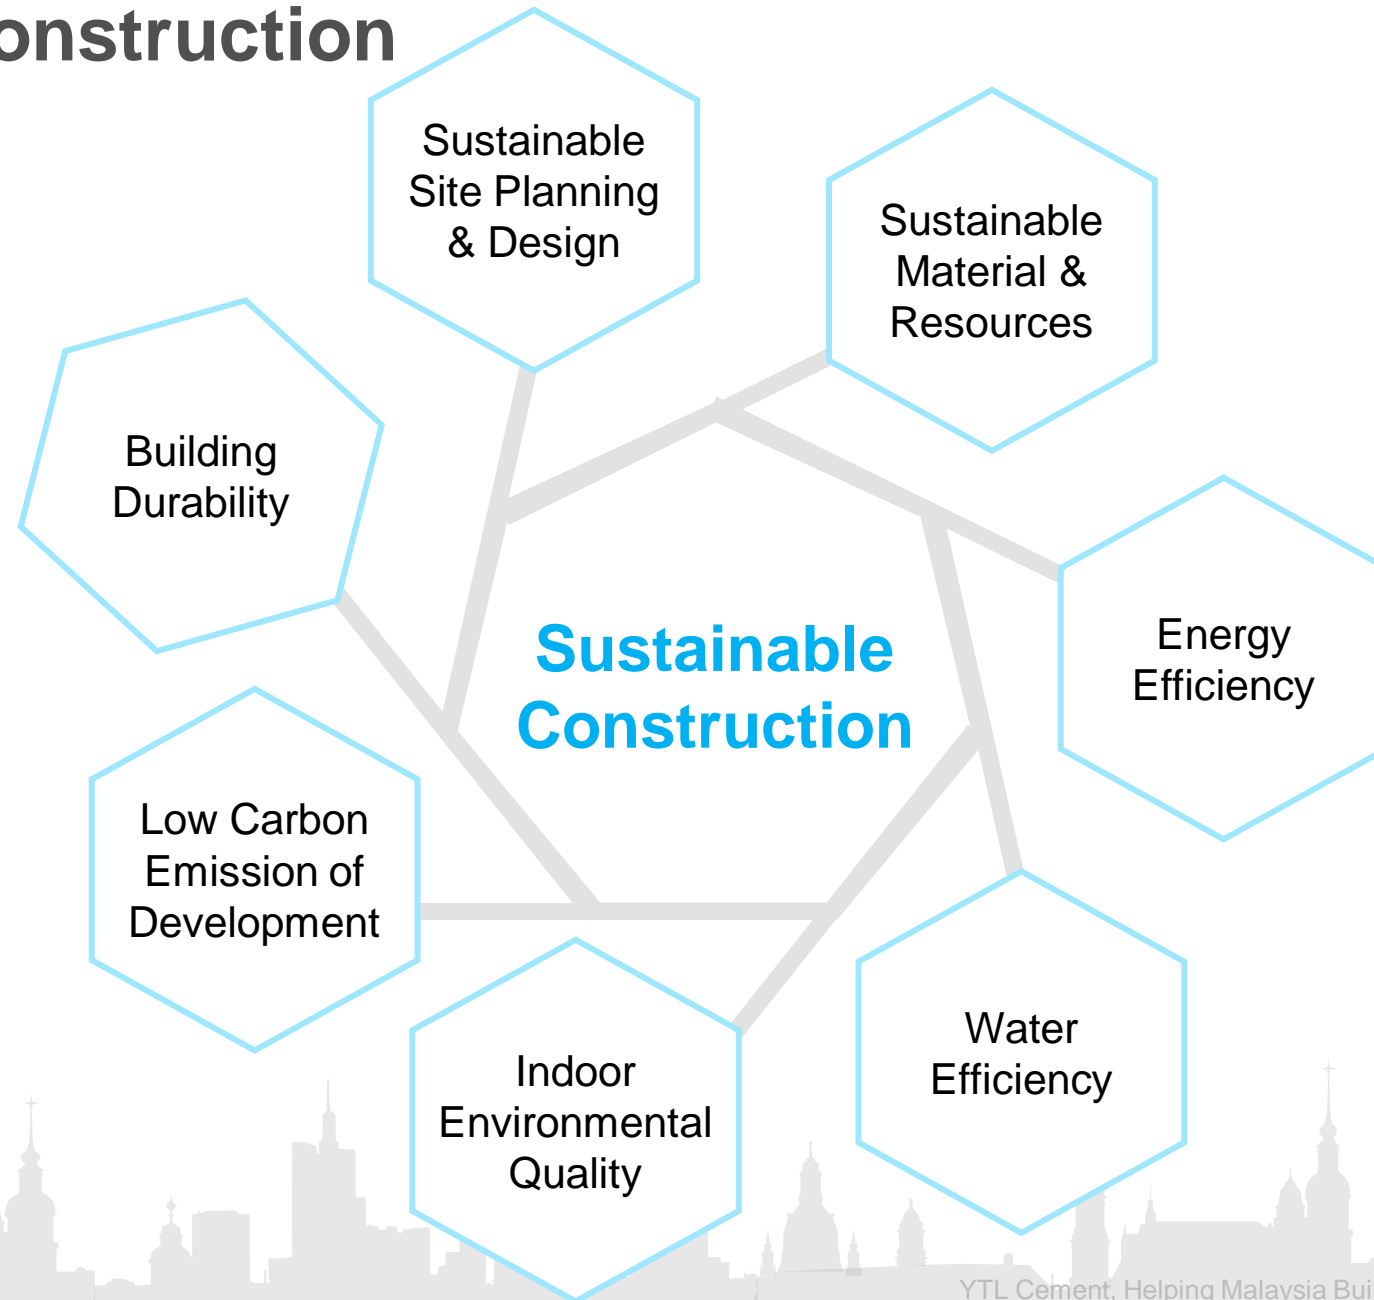 onstruction
Sustainable
Site Planning
& Design
Sustainable
Material &
Resources
Building
Durability
Energy
Efficiency
Sustainable
Construction
Low Carbon
Emission of
Development
Water
Efficiency
Indoor
Environmental
Quality
YTL Cement, Helping Malaysia Bui